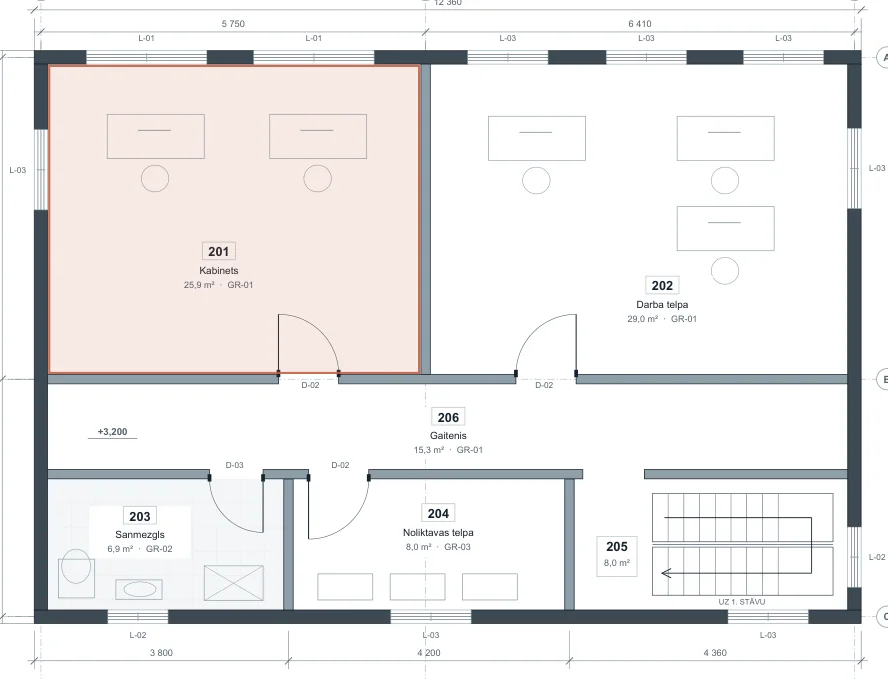 12 360
5 750
6 410
L-01
L-01
L-03
L-03
L-03
L-03
L-03
201
Kabinets
25,9 m² · GR-01
202
Darba telpa
29,0 m² · GR-01
D-02
D-02
206
Gaitenis
15,3 m² · GR-01
+3,200
D-03
D-02
203
Sanmezgls
6,9 m² · GR-02
204
Noliktavas telpa
8,0 m² · GR-03
205
8,0 m²
L-02
UZ 1. STĀVU
L-02
L-03
L-03
3 800
4 200
4 360